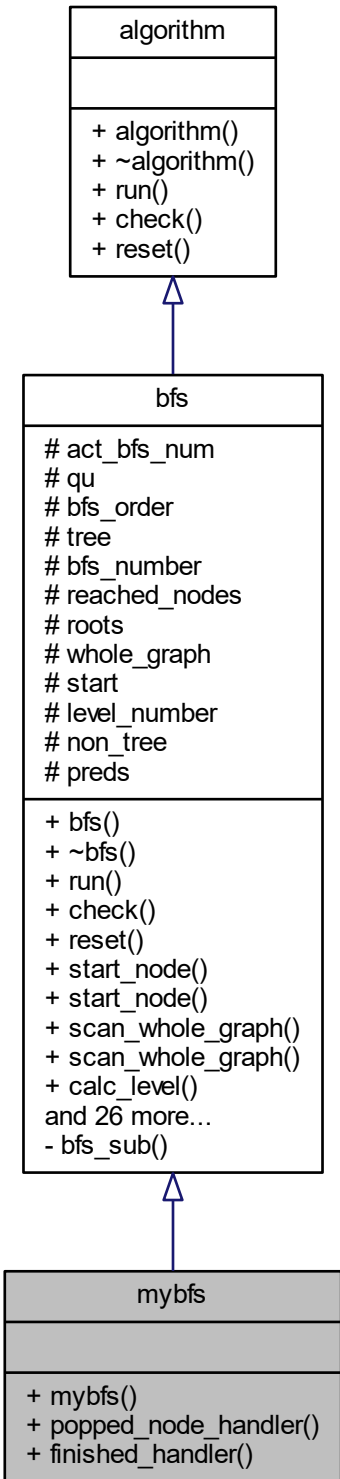 algorithm
+ algorithm()
+ ~algorithm()
+ run()
+ check()
+ reset()
bfs
# act_bfs_num
# qu
# bfs_order
# tree
# bfs_number
# reached_nodes
# roots
# whole_graph
# start
# level_number
# non_tree
# preds
+ bfs()
+ ~bfs()
+ run()
+ check()
+ reset()
+ start_node()
+ start_node()
+ scan_whole_graph()
+ scan_whole_graph()
+ calc_level()
and 26 more...
- bfs_sub()
mybfs
+ mybfs()
+ popped_node_handler()
+ finished_handler()